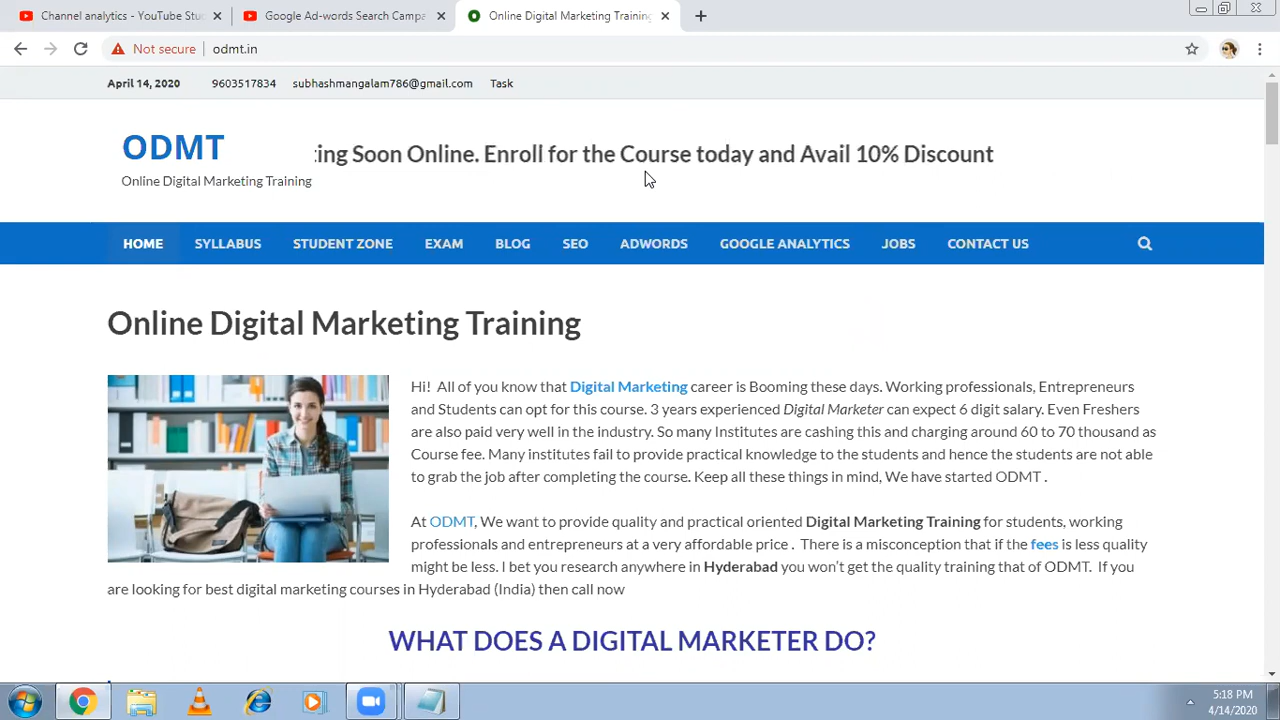 Channel analytics - YouTube Stu
Google Ad-words Search Campa
Online Digital Marketing Training
Not secure
odmt.in
April 14, 2020
9603517834
subhashmangalam786@gmail.com
Task
ODMT
Online Digital Marketing Training
ing Soon Online. Enroll for the Course today and Avail 10% Discount
HOME
SYLLABUS
STUDENT ZONE
EXAM
BLOG
SEO
ADWORDS
GOOGLE ANALYTICS
JOBS
CONTACT US
Online Digital Marketing Training
Hi! All of you know that Digital Marketing career is Booming these days. Working professionals, Entrepreneurs
and Students can opt for this course. 3 years experienced Digital Marketer can expect 6 digit salary. Even Freshers
are also paid very well in the industry. So many Institutes are cashing this and charging around 60 to 70 thousand as
Course fee. Many institutes fail to provide practical knowledge to the students and hence the students are not able
to grab the job after completing the course. Keep all these things in mind, We have started ODMT .
At ODMT, We want to provide quality and practical oriented Digital Marketing Training for students, working
professionals and entrepreneurs at a very affordable price . There is a misconception that if the fees is less quality
might be less. I bet you research anywhere in Hyderabad you won't get the quality training that of ODMT. If you
are looking for best digital marketing courses in Hyderabad (India) then call now
WHAT DOES A DIGITAL MARKETER DO?
5:18 PM
4/14/2020